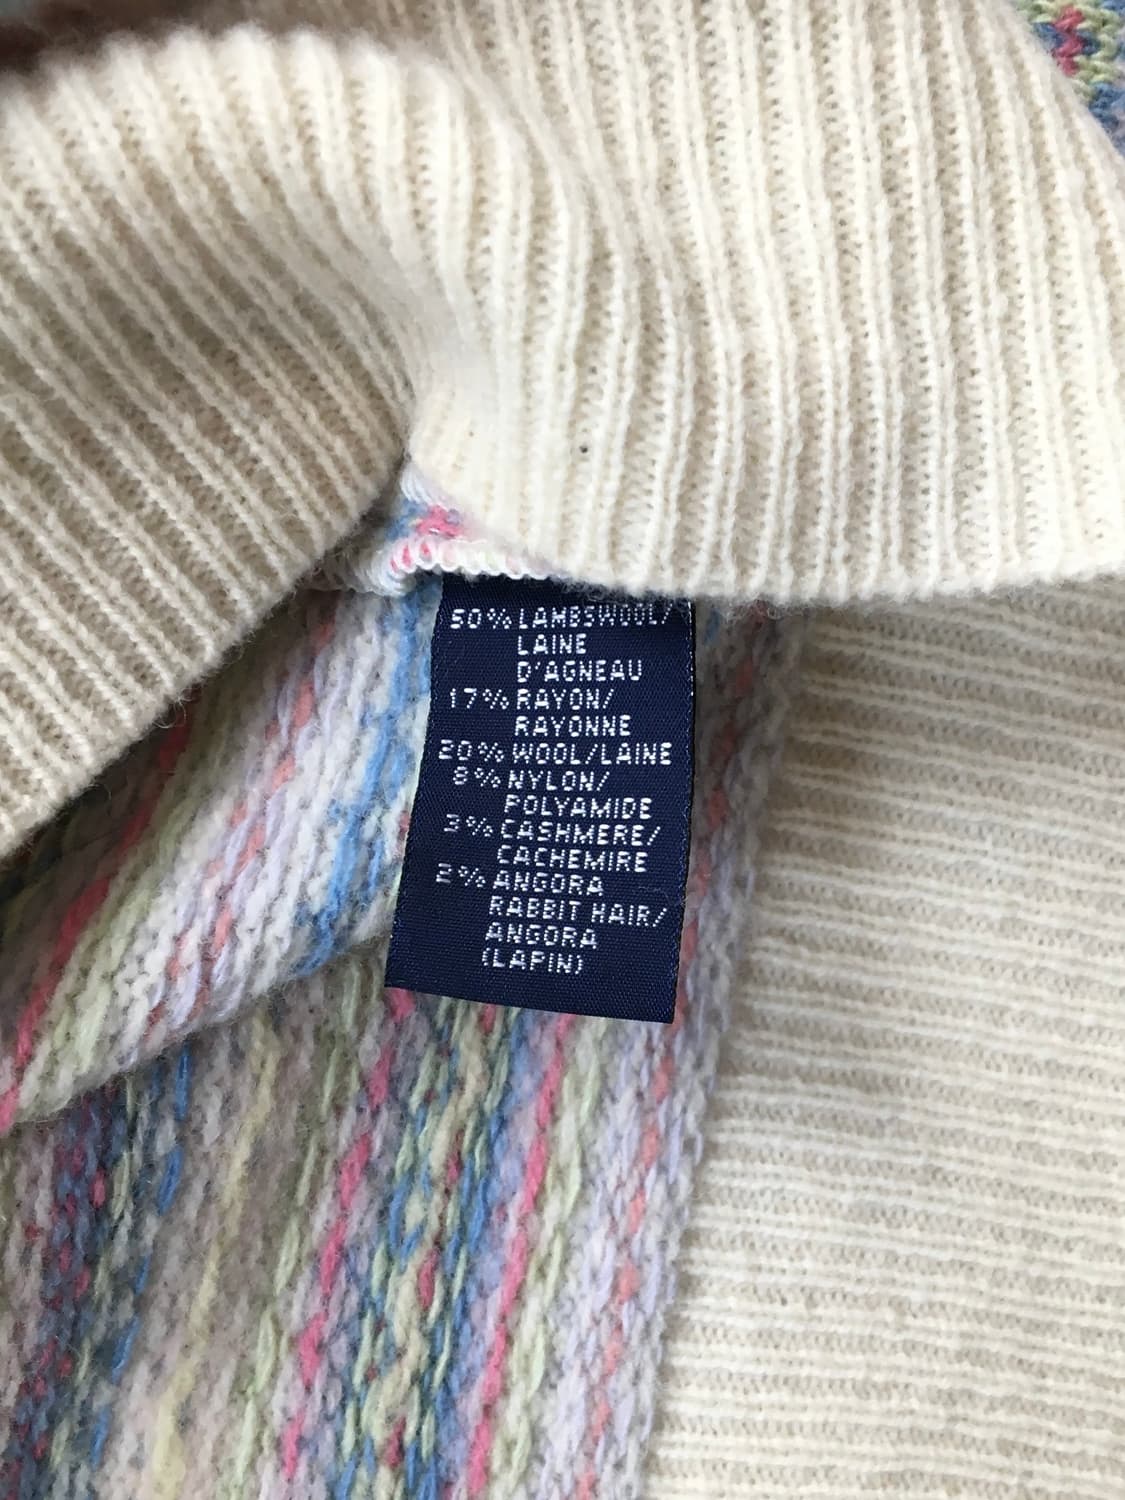 50% LAMBSWOOL/
LAINE
D'AGNEAU
17% RAYON/
RAYONNE
20% WOOL/LAINE
8% NYLON/
POLYAMIDE
3% CASHMERE/
CACHEMIRE
2% ANGORA
RABBIT HAIR/
ANGORA
(LAPIN)